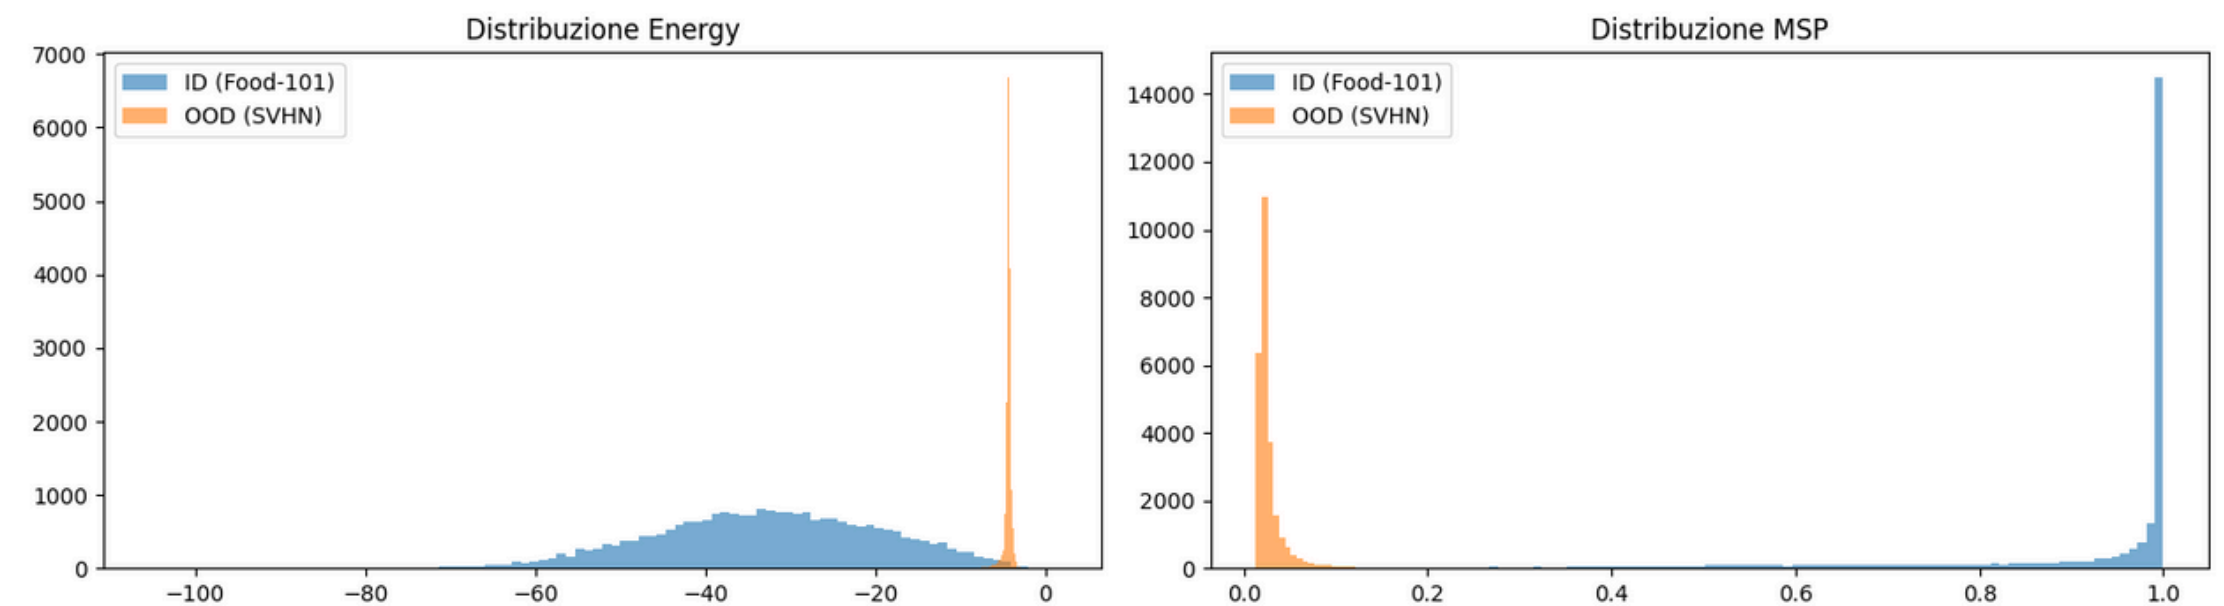 Distribuzione Energy
ID (Food-101)
OOD (SVHN)
7000
6000
5000
4000
3000
2000
1000
0
−100 −80 −60 −40 −20 0
Distribuzione MSP
ID (Food-101)
OOD (SVHN)
14000
12000
10000
8000
6000
4000
2000
0
0.0 0.2 0.4 0.6 0.8 1.0